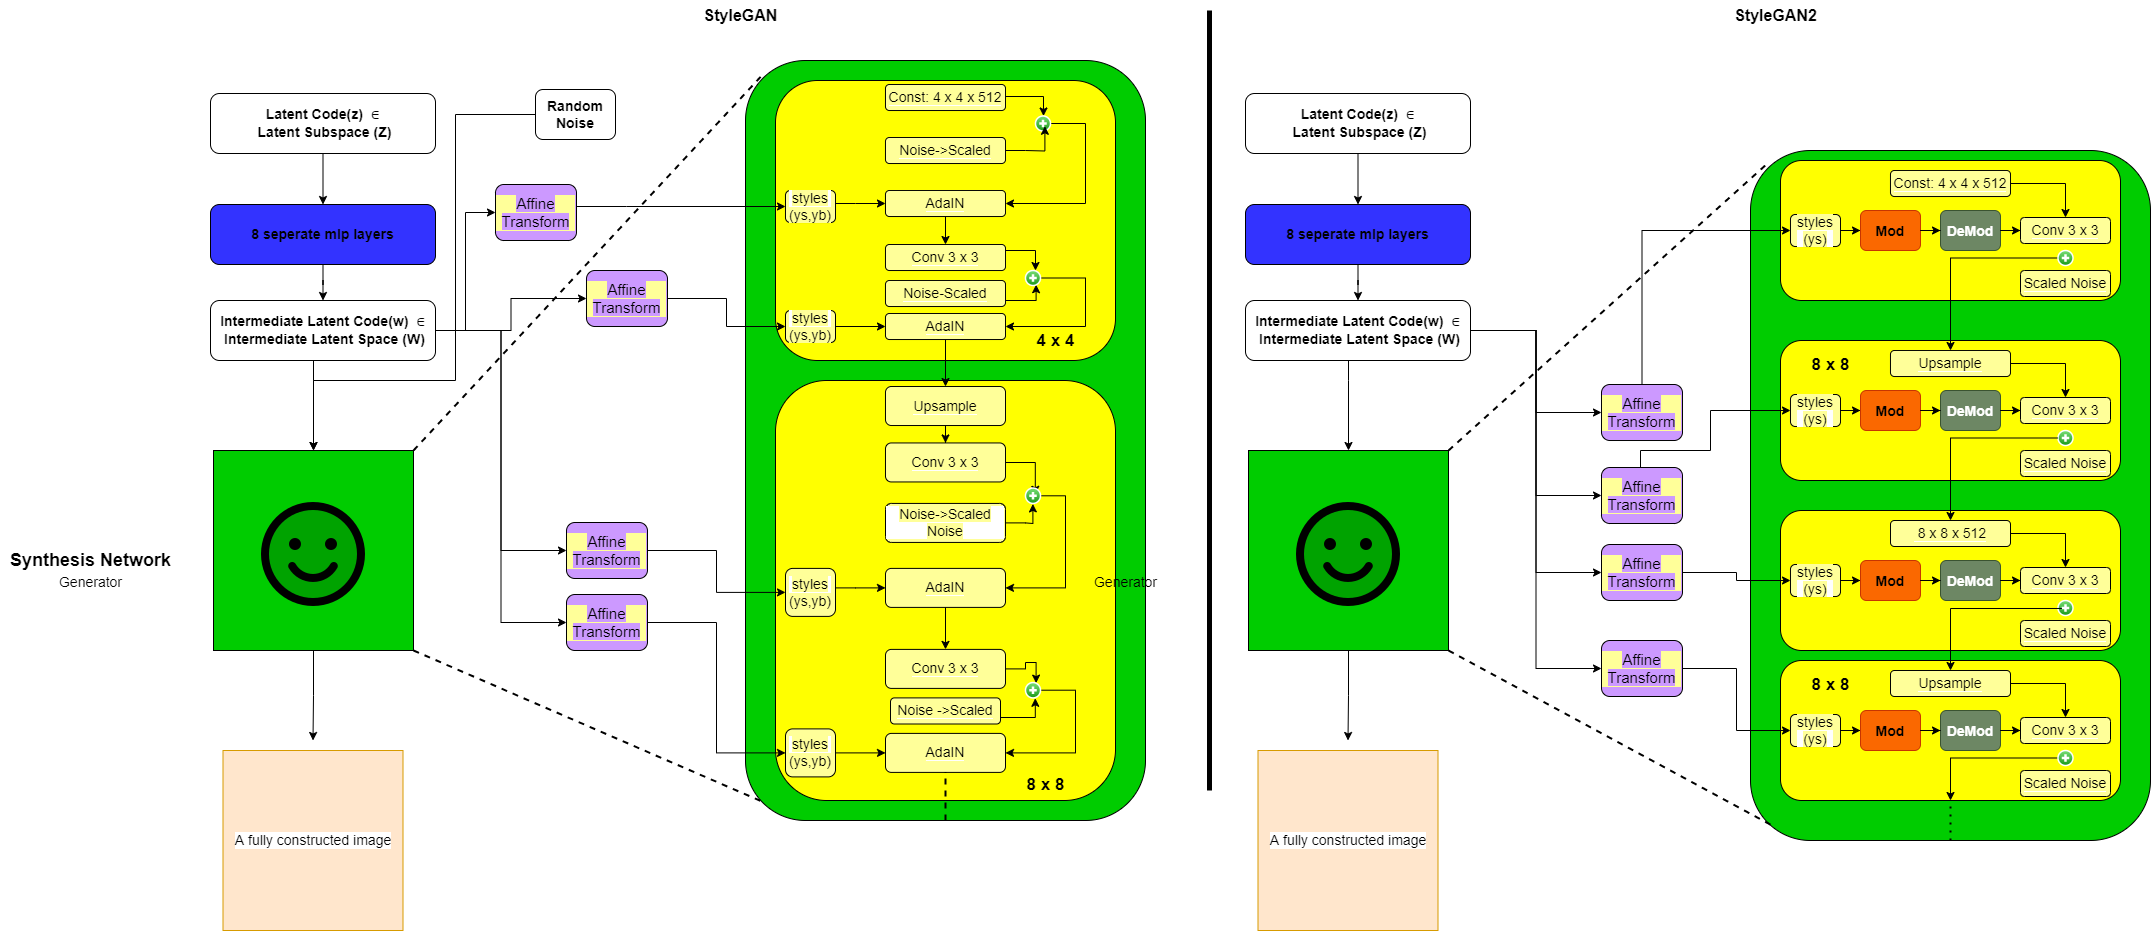 StyleGAN
Latent Code(z) ∈
Latent Subspace (Z)
Random
Noise
8 seperate mlp layers
Intermediate Latent Code(w) ∈
Intermediate Latent Space (W)
Affine
Transform
Affine
Transform
Affine
Transform
Affine
Transform
Synthesis Network
Generator
A fully constructed image
Const: 4 x 4 x 512
Noise->Scaled
styles
(ys,yb)
AdaIN
Conv 3 x 3
Noise-Scaled
styles
(ys,yb)
AdaIN
4 x 4
Upsample
Conv 3 x 3
Noise->Scaled
Noise
styles
(ys,yb)
AdaIN
Generator
Conv 3 x 3
Noise ->Scaled
styles
(ys,yb)
AdaIN
8 x 8
StyleGAN2
Latent Code(z) ∈
Latent Subspace (Z)
8 seperate mlp layers
Intermediate Latent Code(w) ∈
Intermediate Latent Space (W)
Affine
Transform
Affine
Transform
Affine
Transform
Affine
Transform
A fully constructed image
Const: 4 x 4 x 512
styles
(ys)
Mod
DeMod
Conv 3 x 3
Scaled Noise
8 x 8
Upsample
styles
(ys)
Mod
DeMod
Conv 3 x 3
Scaled Noise
8 x 8 x 512
styles
(ys)
Mod
DeMod
Conv 3 x 3
Scaled Noise
8 x 8
Upsample
styles
(ys)
Mod
DeMod
Conv 3 x 3
Scaled Noise